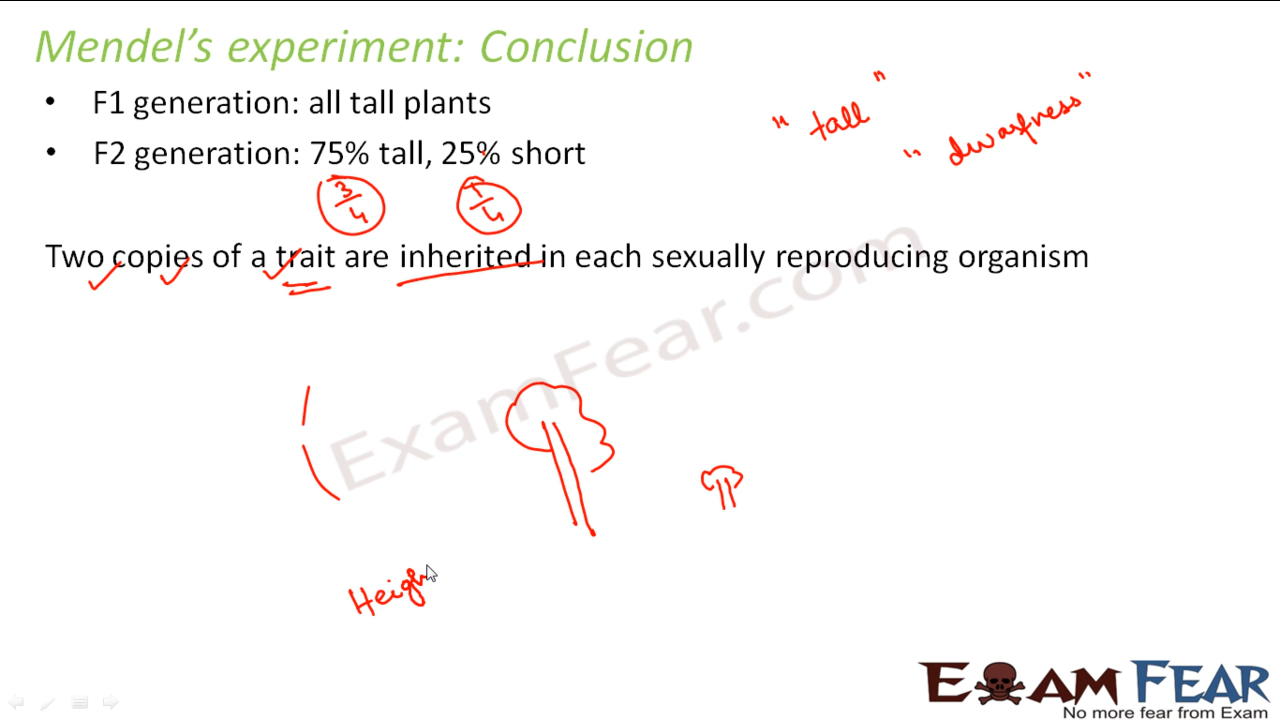 Mendel's experiment: Conclusion
• F1 generation: all tall plants
"tall"
"dwarfness"
• F2 generation: 75% tall, 25% short
3/4
1/4
Two copies of a trait are inherited in each sexually reproducing organism
ExamFear.com
Heigh
EXAM FEAR
No more fear from Exam